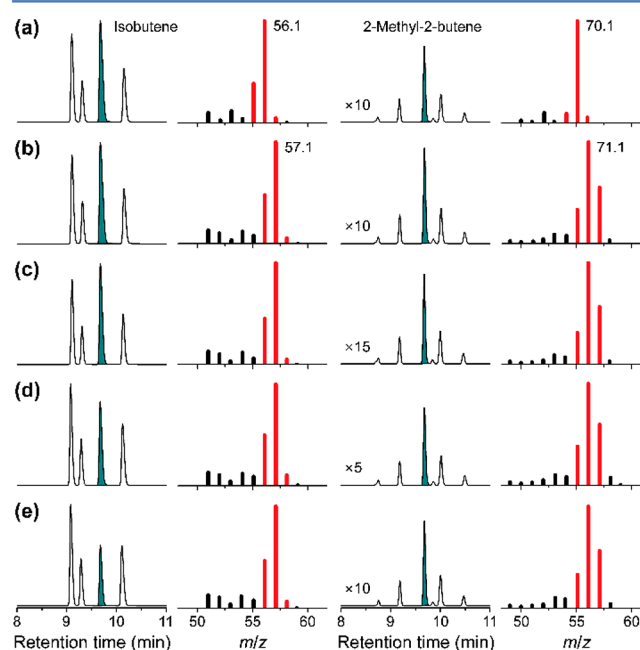 (a)
Isobutene
56.1
2-Methyl-2-butene
70.1
×10
(b)
57.1
71.1
×10
(c)
×15
(d)
×5
(e)
×10
8 9 10 11
50 55 60
8 9 10 11
50 55 60
Retention time (min)
m/z
Retention time (min)
m/z